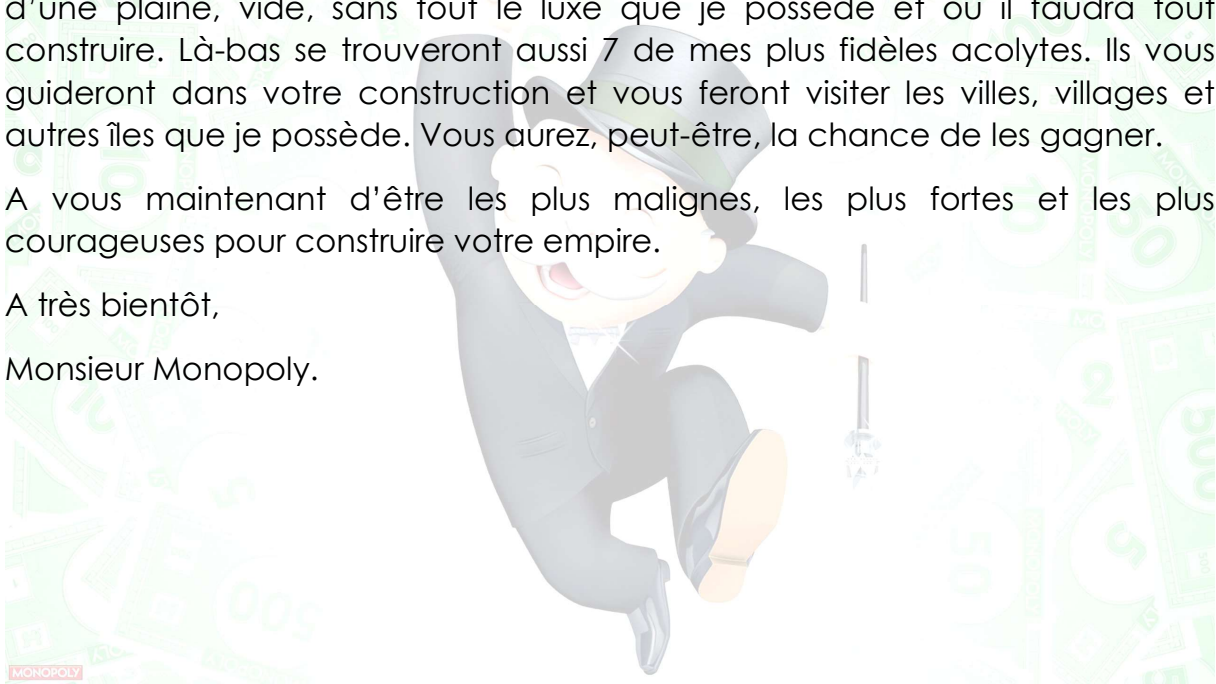 d'une plaine, vide, sans tout le luxe que je possède et où il faudra tout
construire. Là-bas se trouveront aussi 7 de mes plus fidèles acolytes. Ils vous
guideront dans votre construction et vous feront visiter les villes, villages et
autres îles que je possède. Vous aurez, peut-être, la chance de les gagner.
A vous maintenant d'être les plus malignes, les plus fortes et les plus
courageuses pour construire votre empire.
A très bientôt,
Monsieur Monopoly.
MONOPOLY